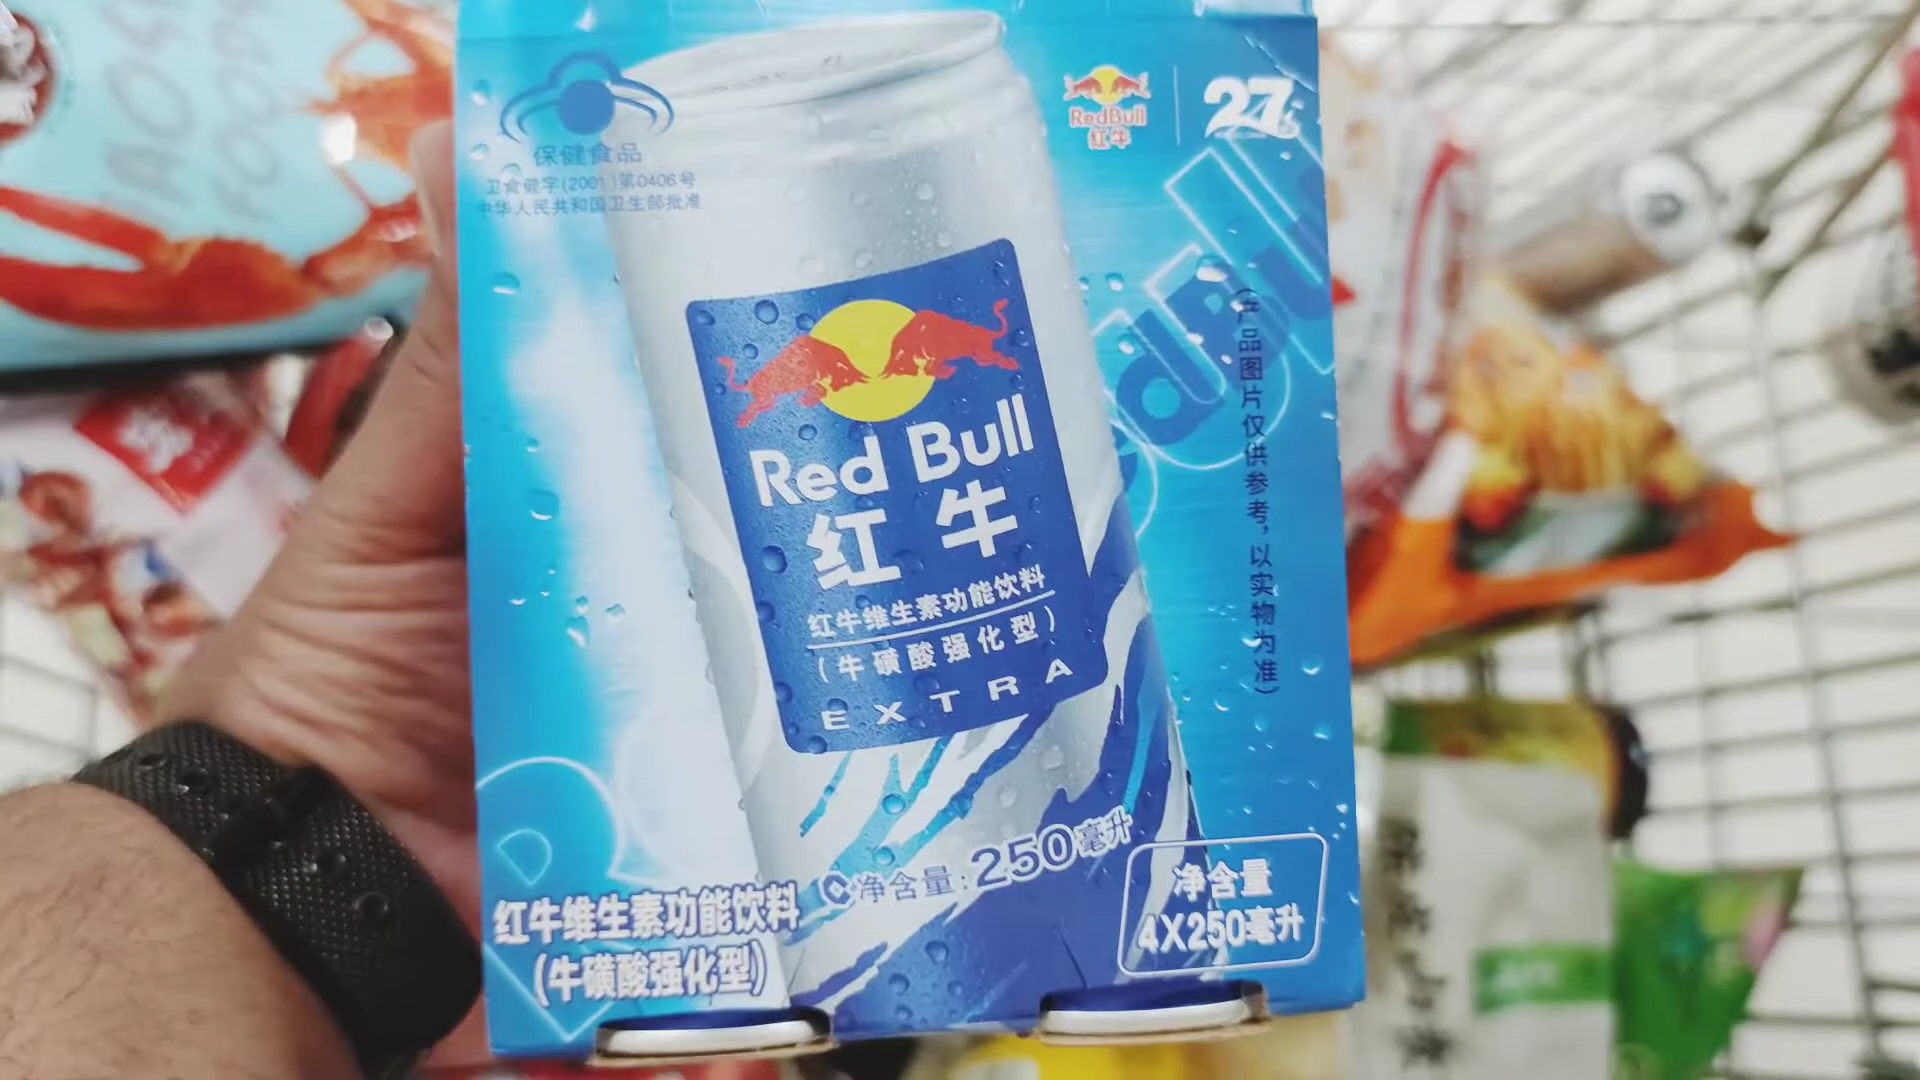 保健食品
卫食健字(2001)第0406号
中华人民共和国卫生部批准
RedBull
红牛
27
RedBull
Red Bull
红牛
红牛维生素功能饮料
(牛磺酸强化型)
EXTRA
净含量:250毫升
(产品图片仅供参考,以实物为准)
红牛维生素功能饮料
(牛磺酸强化型)
净含量
4X250毫升